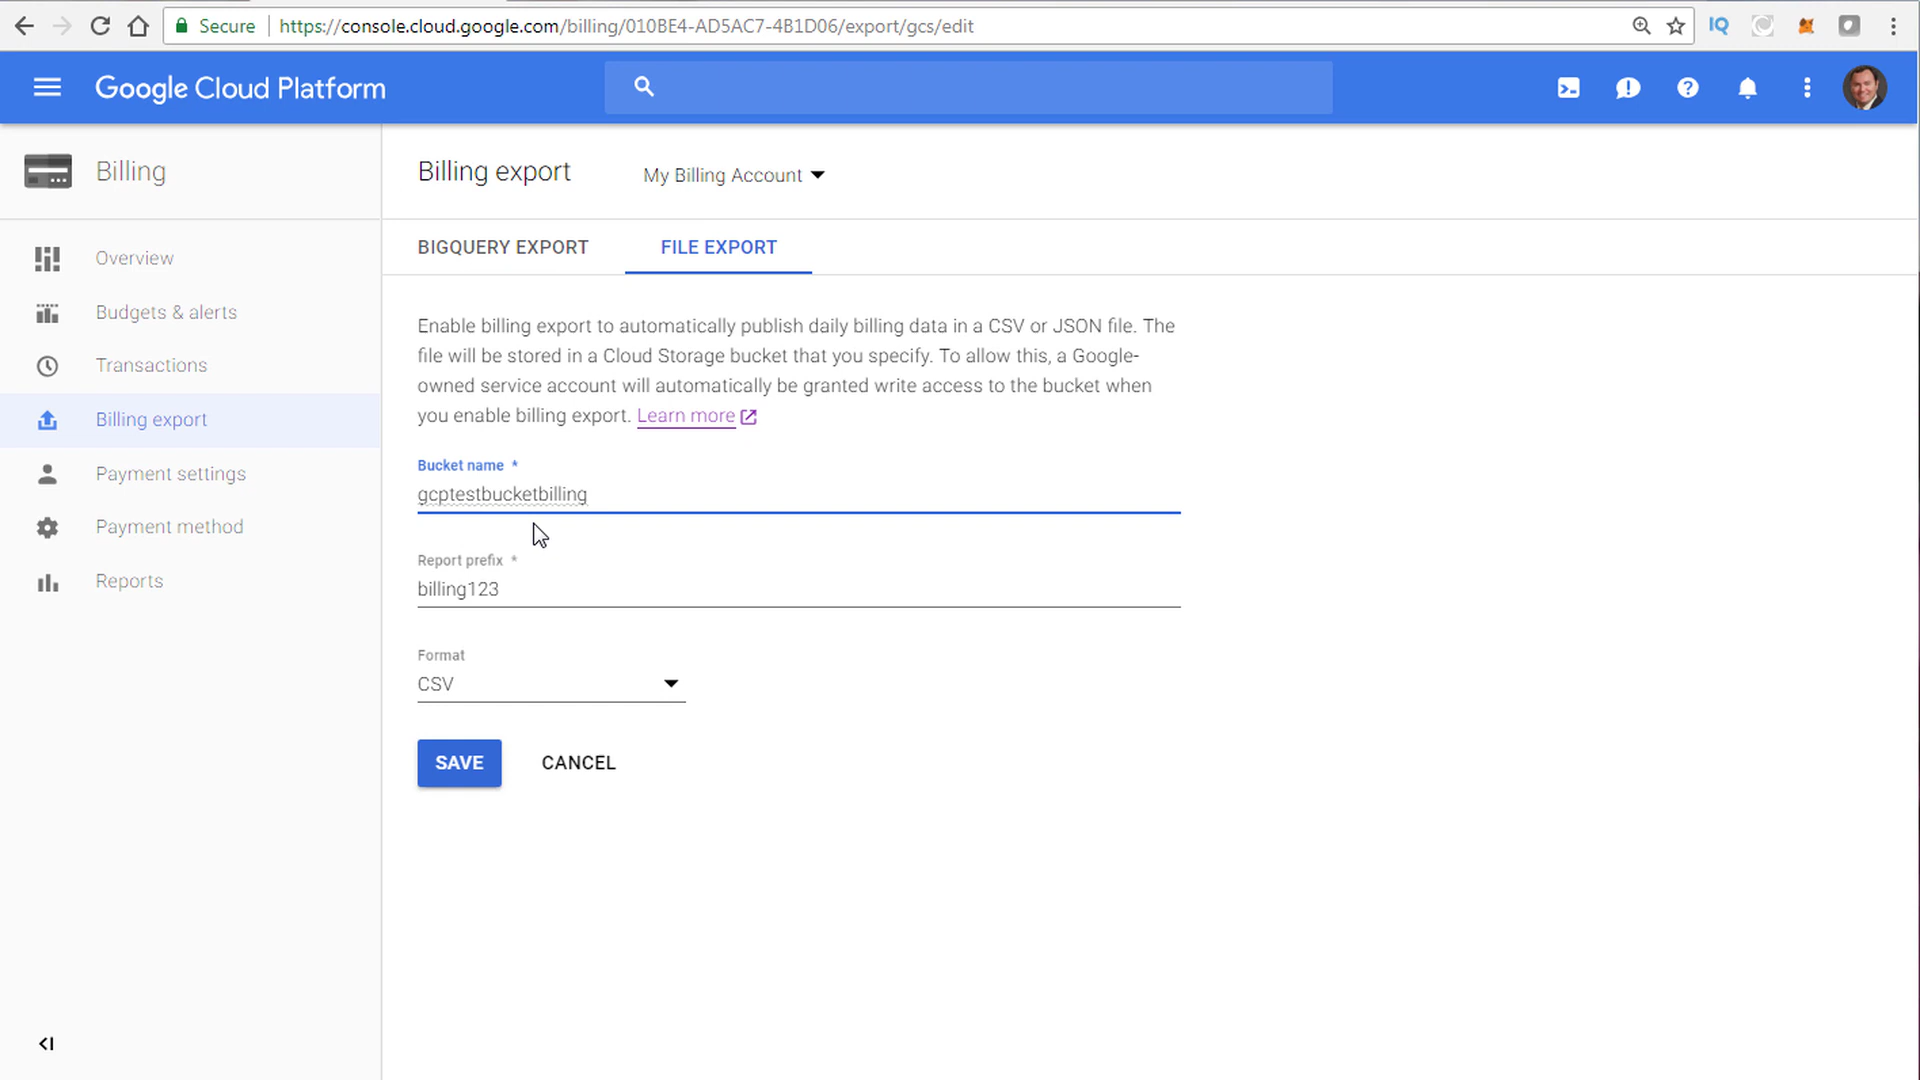 Secure | https://console.cloud.google.com/billing/010BE4-AD5AC7-4B1D06/export/gcs/edit
IQ
Google Cloud Platform
Billing
Billing export
My Billing Account
Overview
Budgets & alerts
Transactions
Billing export
Payment settings
Payment method
Reports
BIGQUERY EXPORT
FILE EXPORT
Enable billing export to automatically publish daily billing data in a CSV or JSON file. The
file will be stored in a Cloud Storage bucket that you specify. To allow this, a Google-
owned service account will automatically be granted write access to the bucket when
you enable billing export. Learn more
Bucket name *
gcptestbucketbilling
Report prefix *
billing123
Format
CSV
SAVE
CANCEL